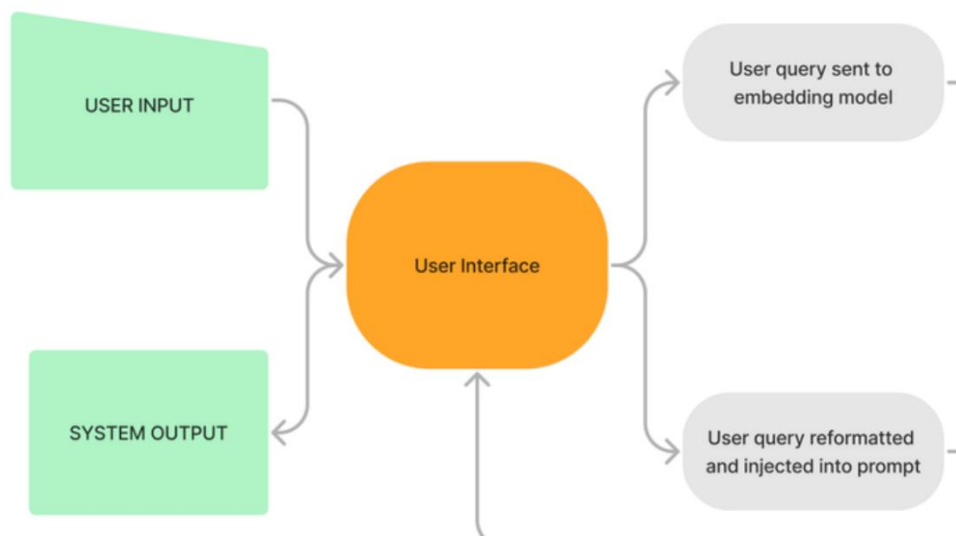 USER INPUT
User query sent to
embedding model
User Interface
SYSTEM OUTPUT
User query reformatted
and injected into prompt